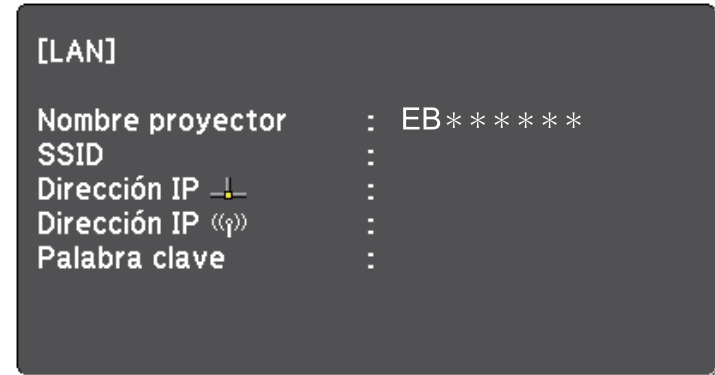 [LAN]
Nombre proyector : EB＊＊＊＊＊＊
SSID :
Dirección IP :
Dirección IP :
Palabra clave :